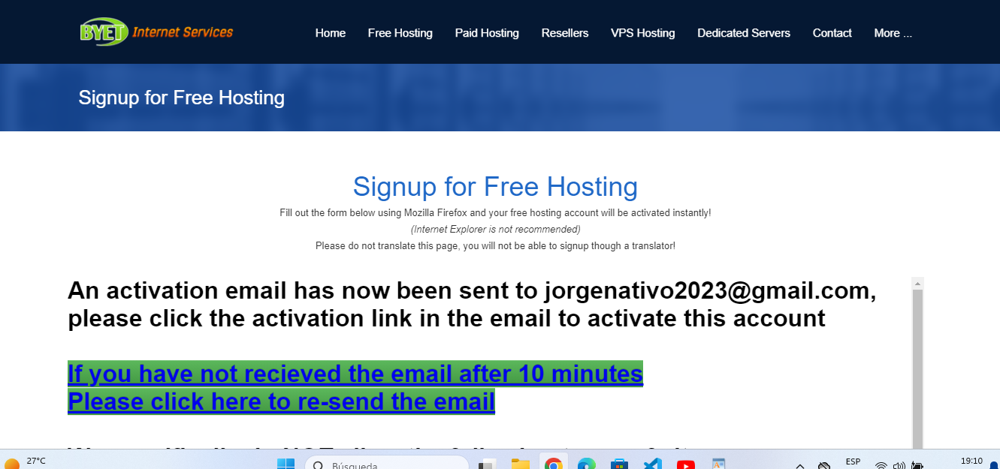 BYET Internet Services
Home Free Hosting Paid Hosting Resellers VPS Hosting Dedicated Servers Contact More ...
Signup for Free Hosting
Signup for Free Hosting
Fill out the form below using Mozilla Firefox and your free hosting account will be activated instantly!
(Internet Explorer is not recommended)
Please do not translate this page, you will not be able to signup though a translator!
An activation email has now been sent to jorgenativo2023@gmail.com,
please click the activation link in the email to activate this account
If you have not recieved the email after 10 minutes
Please click here to re-send the email
27°C
Búsqueda
ESP
19:10